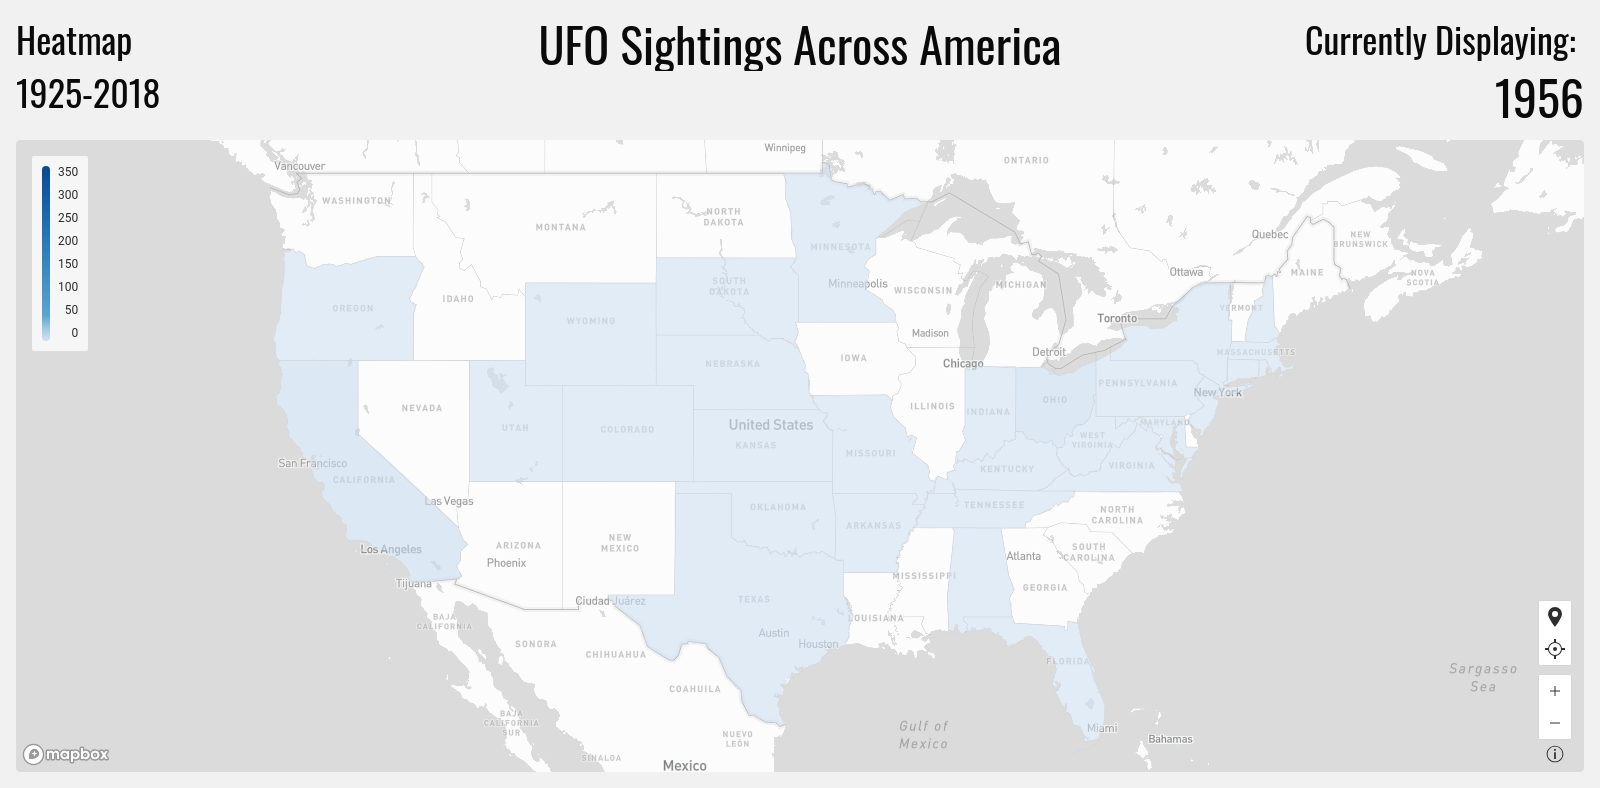 Heatmap
1925-2018
UFO Sightings Across America
Currently Displaying:
1956
350
300
250
200
150
100
50
0
Vancouver
Winnipeg
ONTARIO
WASHINGTON
MONTANA
NORTH
DAKOTA
MINNESOTA
Quebec
NEW
BRUNSWICK
Ottawa
MAINE
NOVA
SCOTIA
OREGON
IDAHO
SOUTH
DAKOTA
Minneapolis
WISCONSIN
MICHIGAN
VERMONT
WYOMING
Madison
Toronto
NEBRASKA
IOWA
Chicago
Detroit
MASSACHUSETTS
NEVADA
UTAH
COLORADO
United States
KANSAS
ILLINOIS
INDIANA
OHIO
PENNSYLVANIA
New York
MARYLAND
San Francisco
CALIFORNIA
MISSOURI
KENTUCKY
WEST
VIRGINIA
VIRGINIA
Las Vegas
OKLAHOMA
ARKANSAS
TENNESSEE
NORTH
CAROLINA
Los Angeles
ARIZONA
Phoenix
NEW
MEXICO
MISSISSIPPI
Atlanta
SOUTH
CAROLINA
GEORGIA
Tijuana
Ciudad Juárez
TEXAS
LOUISIANA
BAJA
CALIFORNIA
SONORA
CHIHUAHUA
Austin
Houston
FLORIDA
Sargasso
Sea
COAHUILA
BAJA
CALIFORNIA
SUR
Gulf of
Mexico
Miami
Bahamas
NUEVO
LEÓN
SINALOA
Mexico
+
−
mapbox